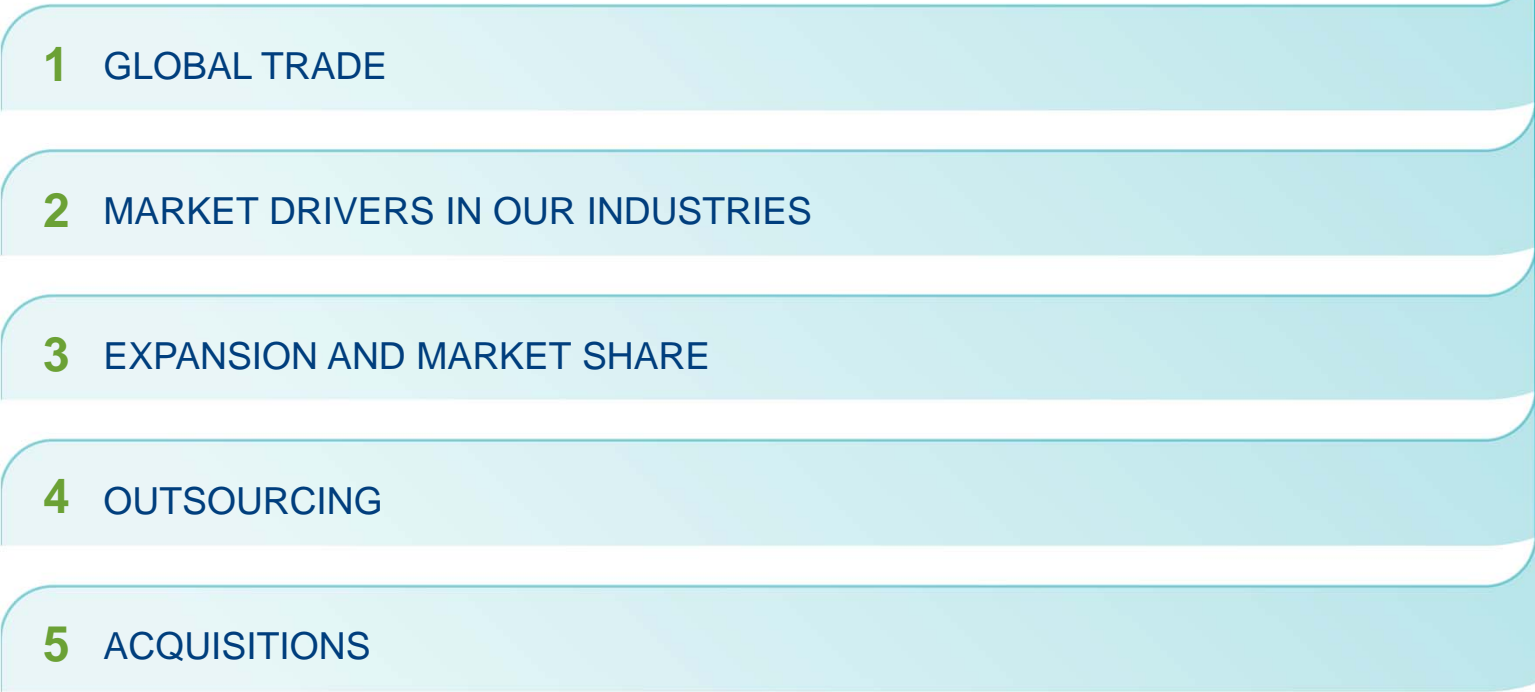 1 GLOBAL TRADE
2 MARKET DRIVERS IN OUR INDUSTRIES
3 EXPANSION AND MARKET SHARE
4 OUTSOURCING
5 ACQUISITIONS